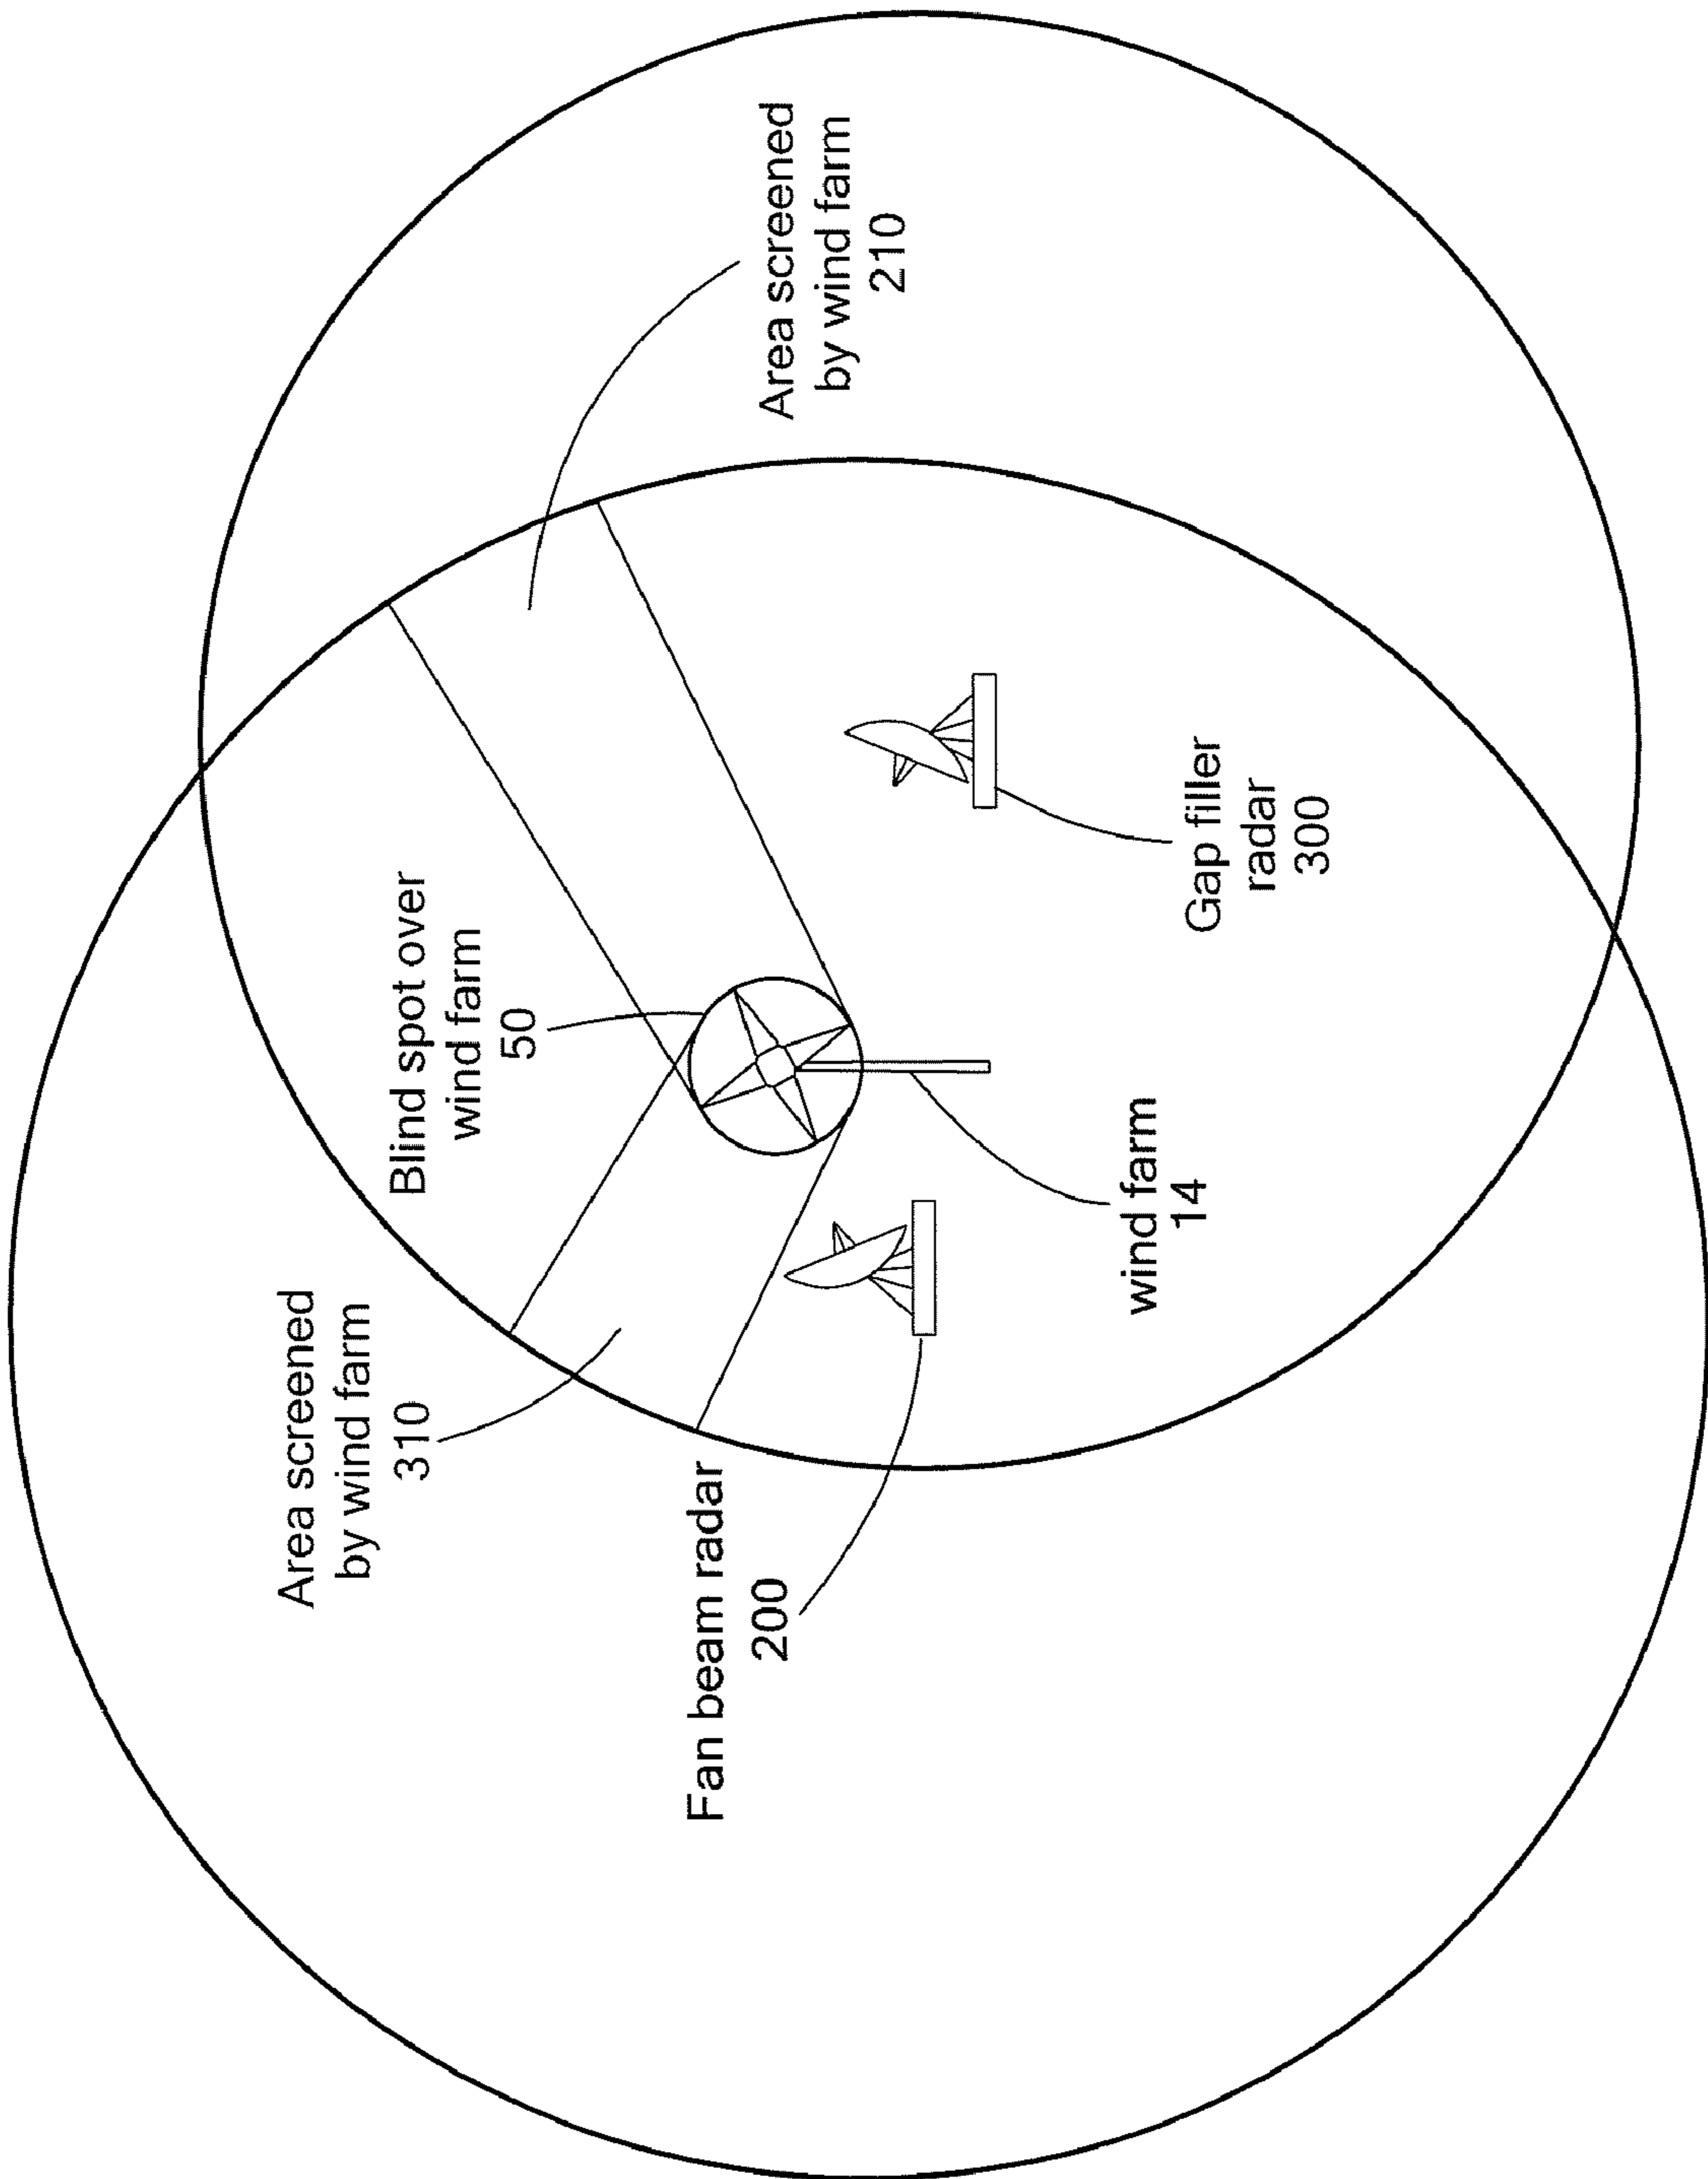 Area screened
by wind farm
310
Blind spot over
wind farm
50
Area screened
by wind farm
210
Fan beam radar
200
wind farm
14
Gap filler
radar
300